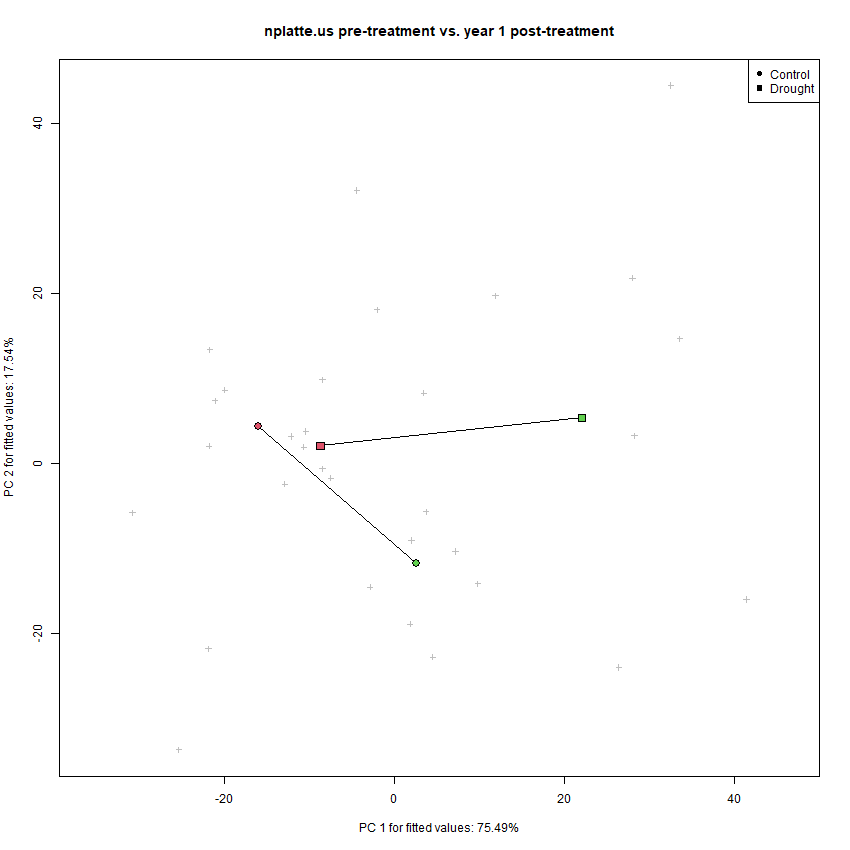 nplatte.us pre-treatment vs. year 1 post-treatment
Control
Drought
40
20
0
-20
PC 2 for fitted values: 17.54%
-20
0
20
40
PC 1 for fitted values: 75.49%